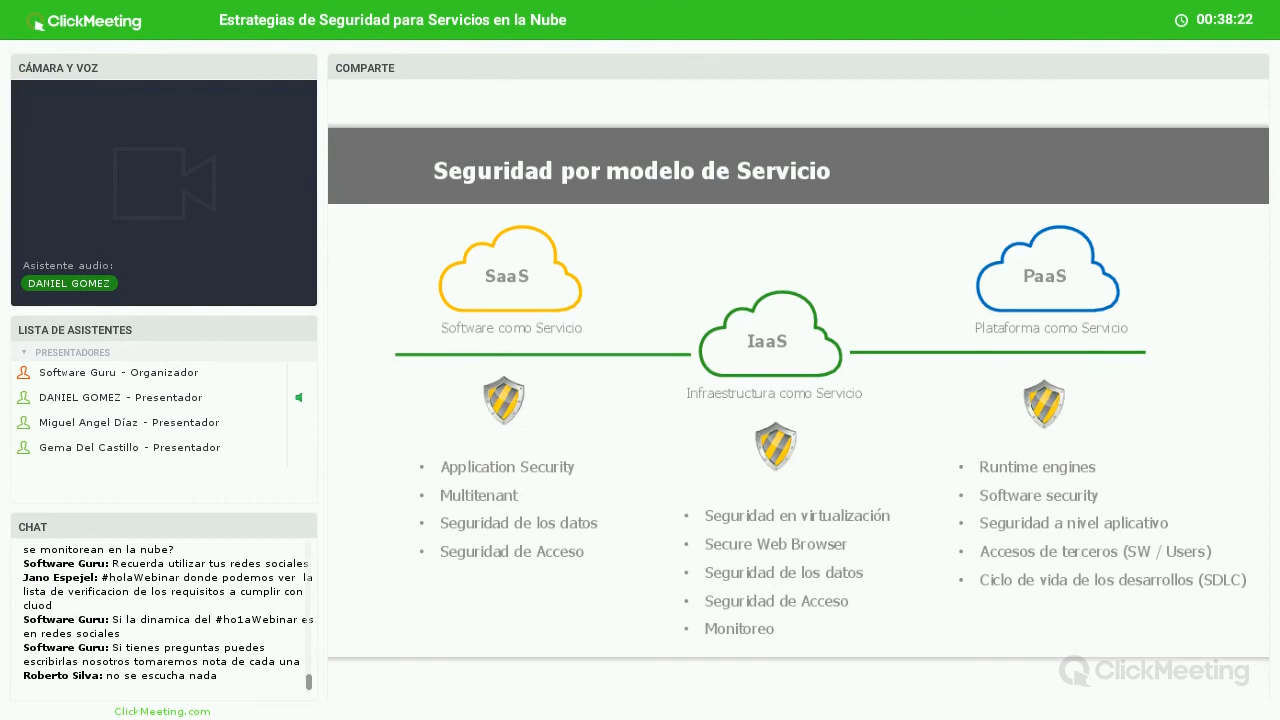 ClickMeeting
Estrategias de Seguridad para Servicios en la Nube
00:38:22
CÁMARA Y VOZ
Asistente audio:
DANIEL GOMEZ
LISTA DE ASISTENTES
PRESENTADORES
Software Guru - Organizador
DANIEL GOMEZ - Presentador
Miguel Angel Díaz - Presentador
Gema Del Castillo - Presentador
CHAT
se monitorean en la nube?
Software Guru: Recuerda utilizar tus redes sociales
Jano Espejel: #holaWebinar donde podemos ver la
lista de verificacion de los requisitos a cumplir con
cluod
Software Guru: Si la dinamica del #ho1aWebinar es
en redes sociales
Software Guru: Si tienes preguntas puedes
escribirlas nosotros tomaremos nota de cada una
Roberto Silva: no se escucha nada
ClickMeeting.com
COMPARTE
Seguridad por modelo de Servicio
SaaS
Software como Servicio
• Application Security
• Multitenant
• Seguridad de los datos
• Seguridad de Acceso
IaaS
Infraestructura como Servicio
• Seguridad en virtualización
• Secure Web Browser
• Seguridad de los datos
• Seguridad de Acceso
• Monitoreo
PaaS
Plataforma como Servicio
• Runtime engines
• Software security
• Seguridad a nivel aplicativo
• Accesos de terceros (SW / Users)
• Ciclo de vida de los desarrollos (SDLC)
ClickMeeting